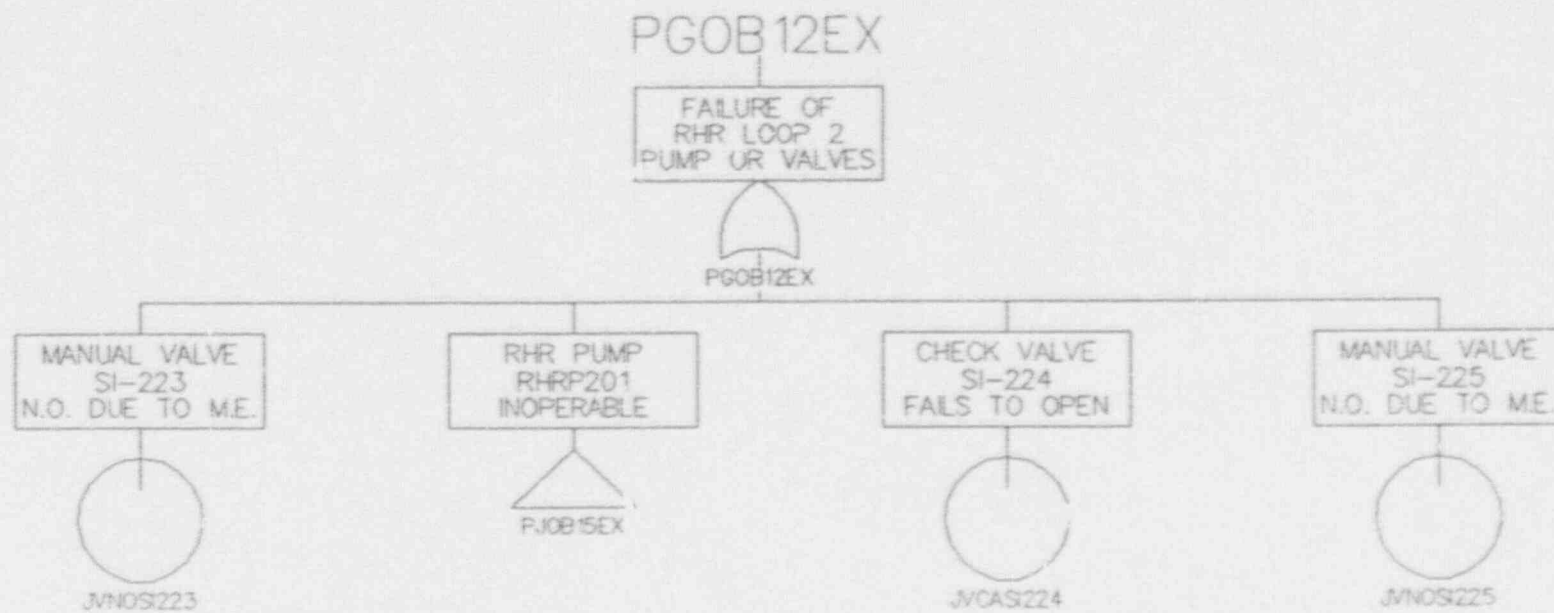 PGOB12EX
FAILURE OF
RHR LOOP 2
PUMP OR VALVES
PGOB12EX
MANUAL VALVE
SI-223
N.O. DUE TO M.E.
JVNOSI223
RHR PUMP
RHRP201
INOPERABLE
PJOB15EX
CHECK VALVE
SI-224
FAILS TO OPEN
JVCASI224
MANUAL VALVE
SI-225
N.O. DUE TO M.E.
JVNOSI225